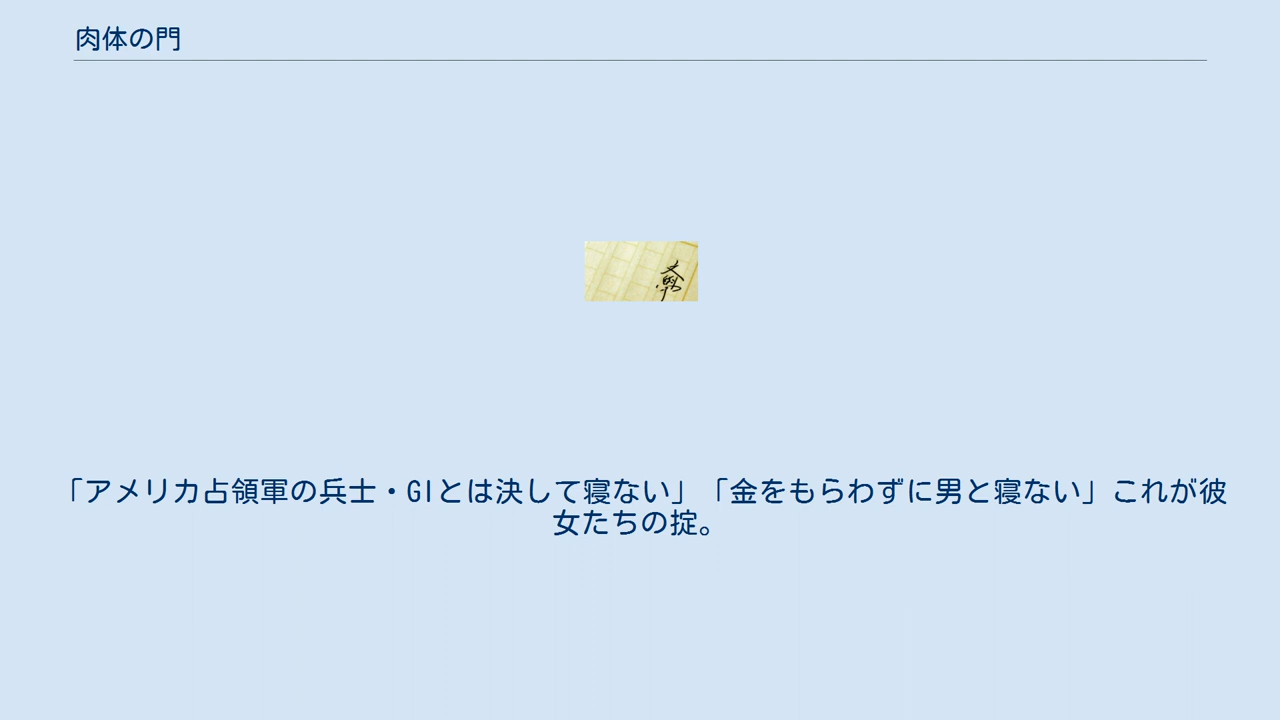 肉体の門
「アメリカ占領軍の兵士・GIとは決して寝ない」「金をもらわずに男と寝ない」これが彼
女たちの掟。